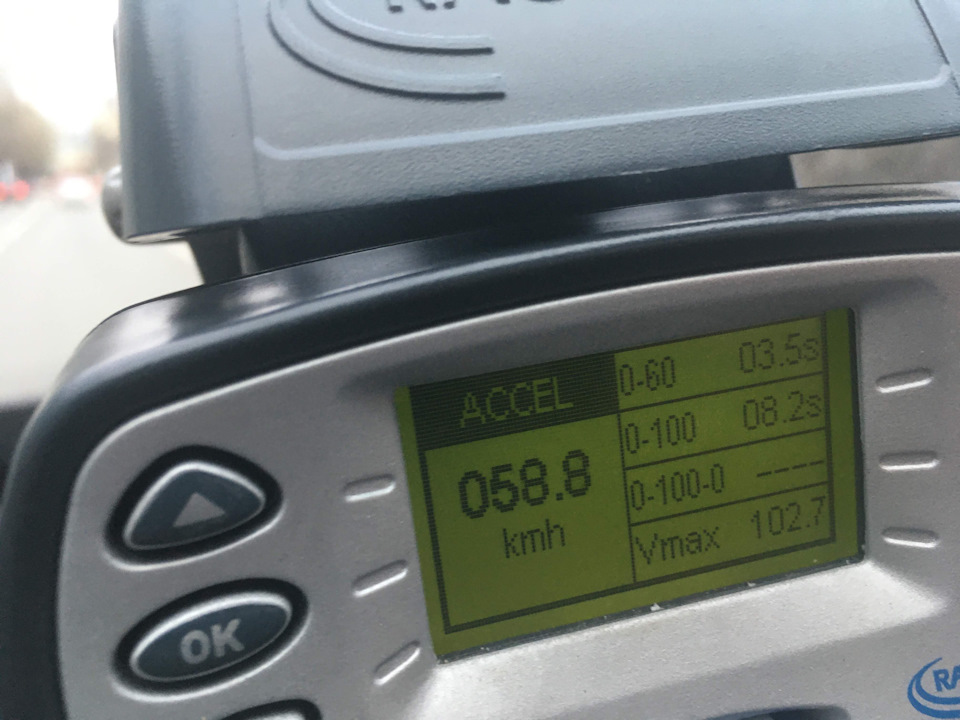 ACCEL
058.8
kmh
0-60 03.5s
0-100 08.2s
0-100-0 ----
Vmax 102.7
OK